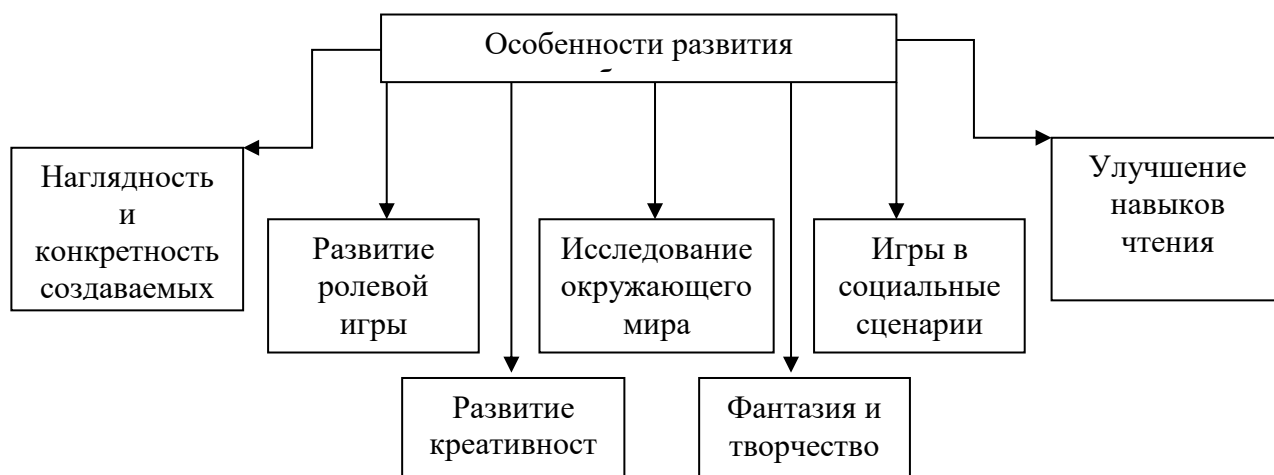 Особенности развития
Наглядность
и
конкретность
создаваемых
Развитие
ролевой
игры
Исследование
окружающего
мира
Игры в
социальные
сценарии
Улучшение
навыков
чтения
Развитие
креативност
Фантазия и
творчество